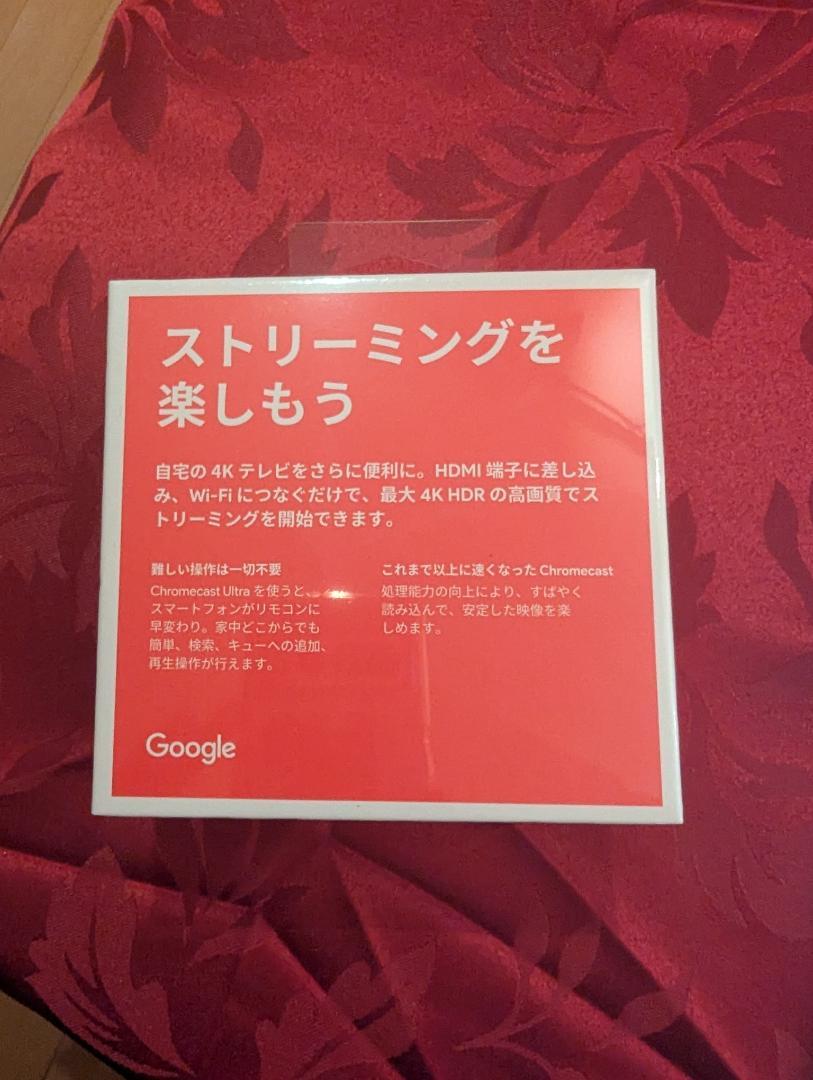 ストリーミングを
楽しもう
自宅の 4K テレビをさらに便利に。HDMI 端子に差し込
み、Wi-Fi につなぐだけで、最大 4K HDR の高画質でス
トリーミングを開始できます。
難しい操作は一切不要
Chromecast Ultra を使うと、
スマートフォンがリモコンに
早変わり。家中どこからでも
簡単、検索、キューへの追加、
再生操作が行えます。
これまで以上に速くなった Chromecast
処理能力の向上により、すばやく
読み込んで、安定した映像を楽
しめます。
Google